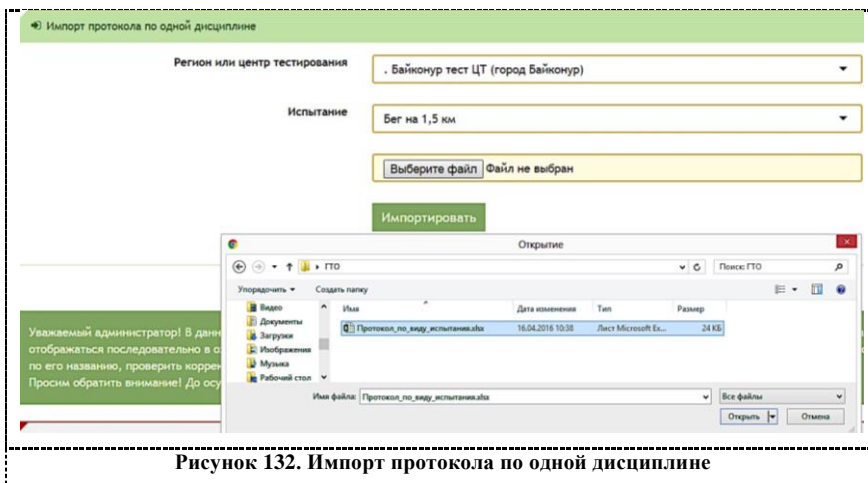 Импорт протокола по одной дисциплине
Регион или центр тестирования
. Байконур тест ЦТ (город Байконур)
Испытание
Бег на 1,5 км
Выберите файл Файл не выбран
Импортировать
Открытие
ГТО
Поиск: ГТО
Упорядочить Создать папку
Видео
Документы
Загрузки
Изображения
Музыка
Рабочий стол
Имя Дата изменения Тип Размер
Протокол_по_виду_испытания.xlsx 16.04.2016 10:38 Лист Microsoft Ex... 24 КБ
Имя файла: Протокол_по_виду_испытания.xlsx Все файлы
Открыть Отмена
Уважаемый администратор! В данн
отображаться последовательно в о
по его названию, проверить коррек
Просим обратить внимание! До осу
Рисунок 132. Импорт протокола по одной дисциплине